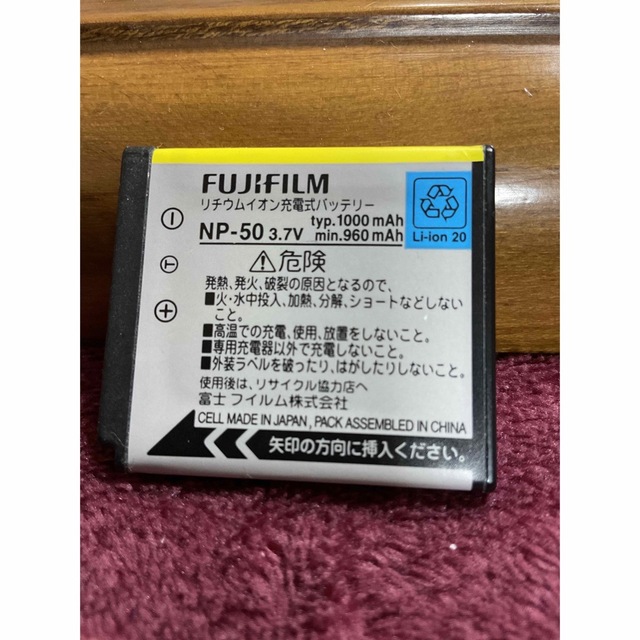 FUJIFILM
リチウムイオン充電式バッテリー
NP-50 3.7V typ.1000 mAh min.960 mAh
Li-ion 20
⚠危険
発熱、発火、破裂の原因となるので、
■火・水中投入、加熱、分解、ショートなどしない
こと。
■高温での充電、使用、放置をしないこと。
■専用充電器以外で充電しないこと。
■外装ラベルを破ったり、はがしたりしないこと。
使用後は、リサイクル協力店へ
富士フイルム株式会社
CELL MADE IN JAPAN, PACK ASSEMBLED IN CHINA
矢印の方向に挿入ください。